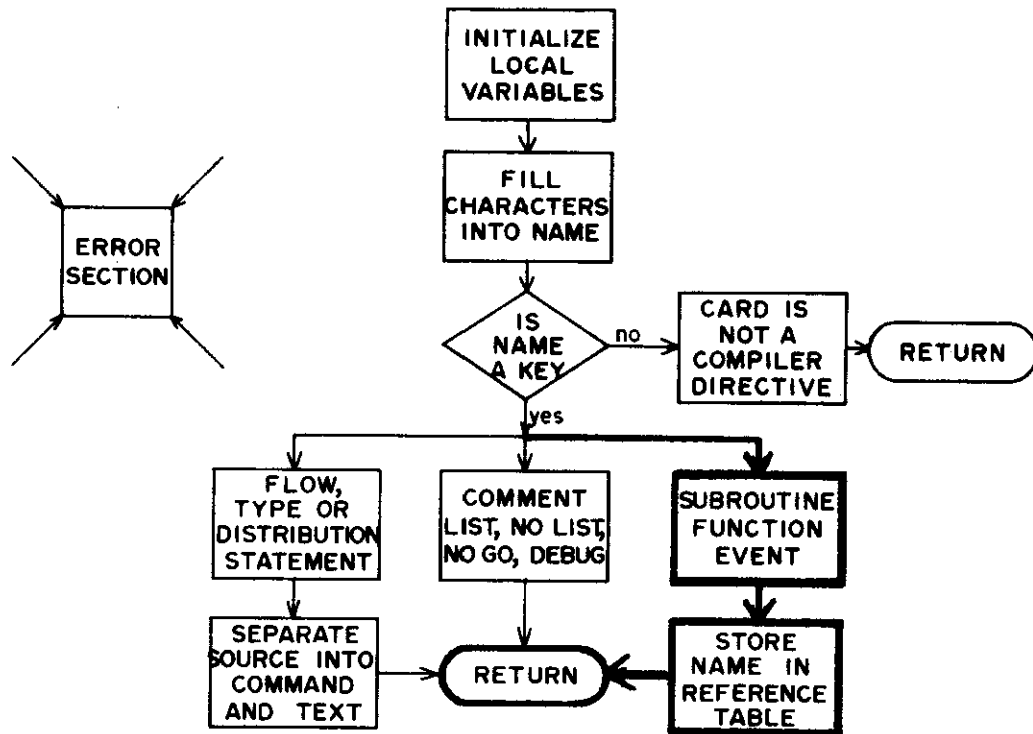 INITIALIZE
LOCAL
VARIABLES
FILL
CHARACTERS
INTO NAME
ERROR
SECTION
IS
NAME
A KEY
no
CARD IS
NOT A
COMPILER
DIRECTIVE
RETURN
yes
FLOW,
TYPE OR
DISTRIBUTION
STATEMENT
COMMENT
LIST, NO LIST,
NO GO, DEBUG
SUBROUTINE
FUNCTION
EVENT
SEPARATE
SOURCE INTO
COMMAND
AND TEXT
RETURN
STORE
NAME IN
REFERENCE
TABLE